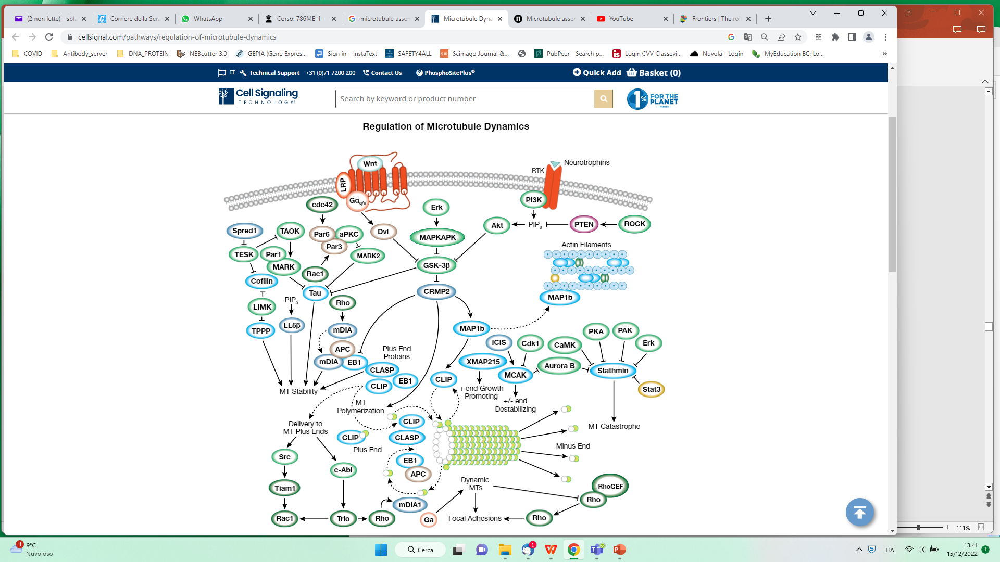 (2 non lette) - sbla
Corriere della Sera
WhatsApp
Corso: 786ME-1 -
microtubule assem
Microtubule Dyna
Microtubule assem
YouTube
Frontiers | The rol
cellsignal.com/pathways/regulation-of-microtubule-dynamics
COVID
Antibody_server
DNA_PROTEIN
NEBcutter 3.0
GEPIA (Gene Expres...
Sign in – InstaText
SAFETY4ALL
SJR
Scimago Journal &...
PubPeer - Search p...
Login CVV Classevi...
Nuvola - Login
MyEducation BC: Lo...
IT
Technical Support
+31 (0)71 7200 200
Contact Us
PhosphoSitePlus®
Quick Add
Basket (0)
Cell Signaling
TECHNOLOGY®
Search by keyword or product number
1%
FOR THE
PLANET
Regulation of Microtubule Dynamics
Wnt
LRP
Gαq/o
RTK
Neurotrophins
cdc42
Erk
PI3K
Spred1
TAOK
Par6
aPKC
Dvl
MAPKAPK
Akt
PIP3
PTEN
ROCK
TESK
Par1
Par3
MARK2
Actin Filaments
MARK
Rac1
GSK-3β
Cofilin
Tau
CRMP2
MAP1b
LIMK
PIP3
Rho
TPPP
LL5β
mDIA
MAP1b
PKA
PAK
APC
Plus End
Proteins
ICIS
Cdk1
CaMK
Erk
mDIA
EB1
XMAP215
Aurora B
CLASP
MCAK
Stathmin
CLIP
EB1
CLIP
MT Stability
+ end Growth
Promoting
Stat3
MT
Polymerization
+/- end
Destabilizing
Delivery to
MT Plus Ends
CLIP
MT Catastrophe
CLIP
CLASP
Plus End
Minus End
Src
EB1
c-Abl
APC
Dynamic
MTs
RhoGEF
Tiam1
mDIA1
Rho
Rac1
Trio
Rho
Ga
Focal Adhesions
Rho
111%
1
9°C
Nuvoloso
Cerca
1
ITA
13:41
15/12/2022
1